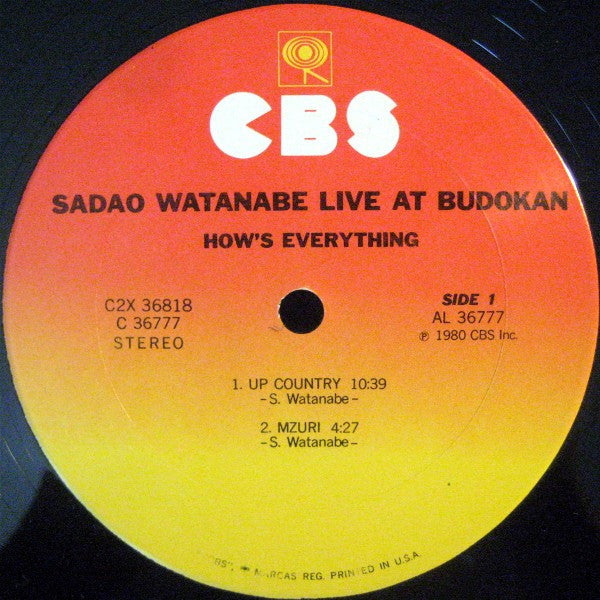 CBS
SADAO WATANABE LIVE AT BUDOKAN
HOW'S EVERYTHING
C2X 36818
C 36777
STEREO
SIDE 1
AL 36777
℗ 1980 CBS Inc.
1. UP COUNTRY 10:39
-S. Watanabe-
2. MZURI 4:27
-S. Watanabe-
MARCAS REG. PRINTED IN U.S.A.